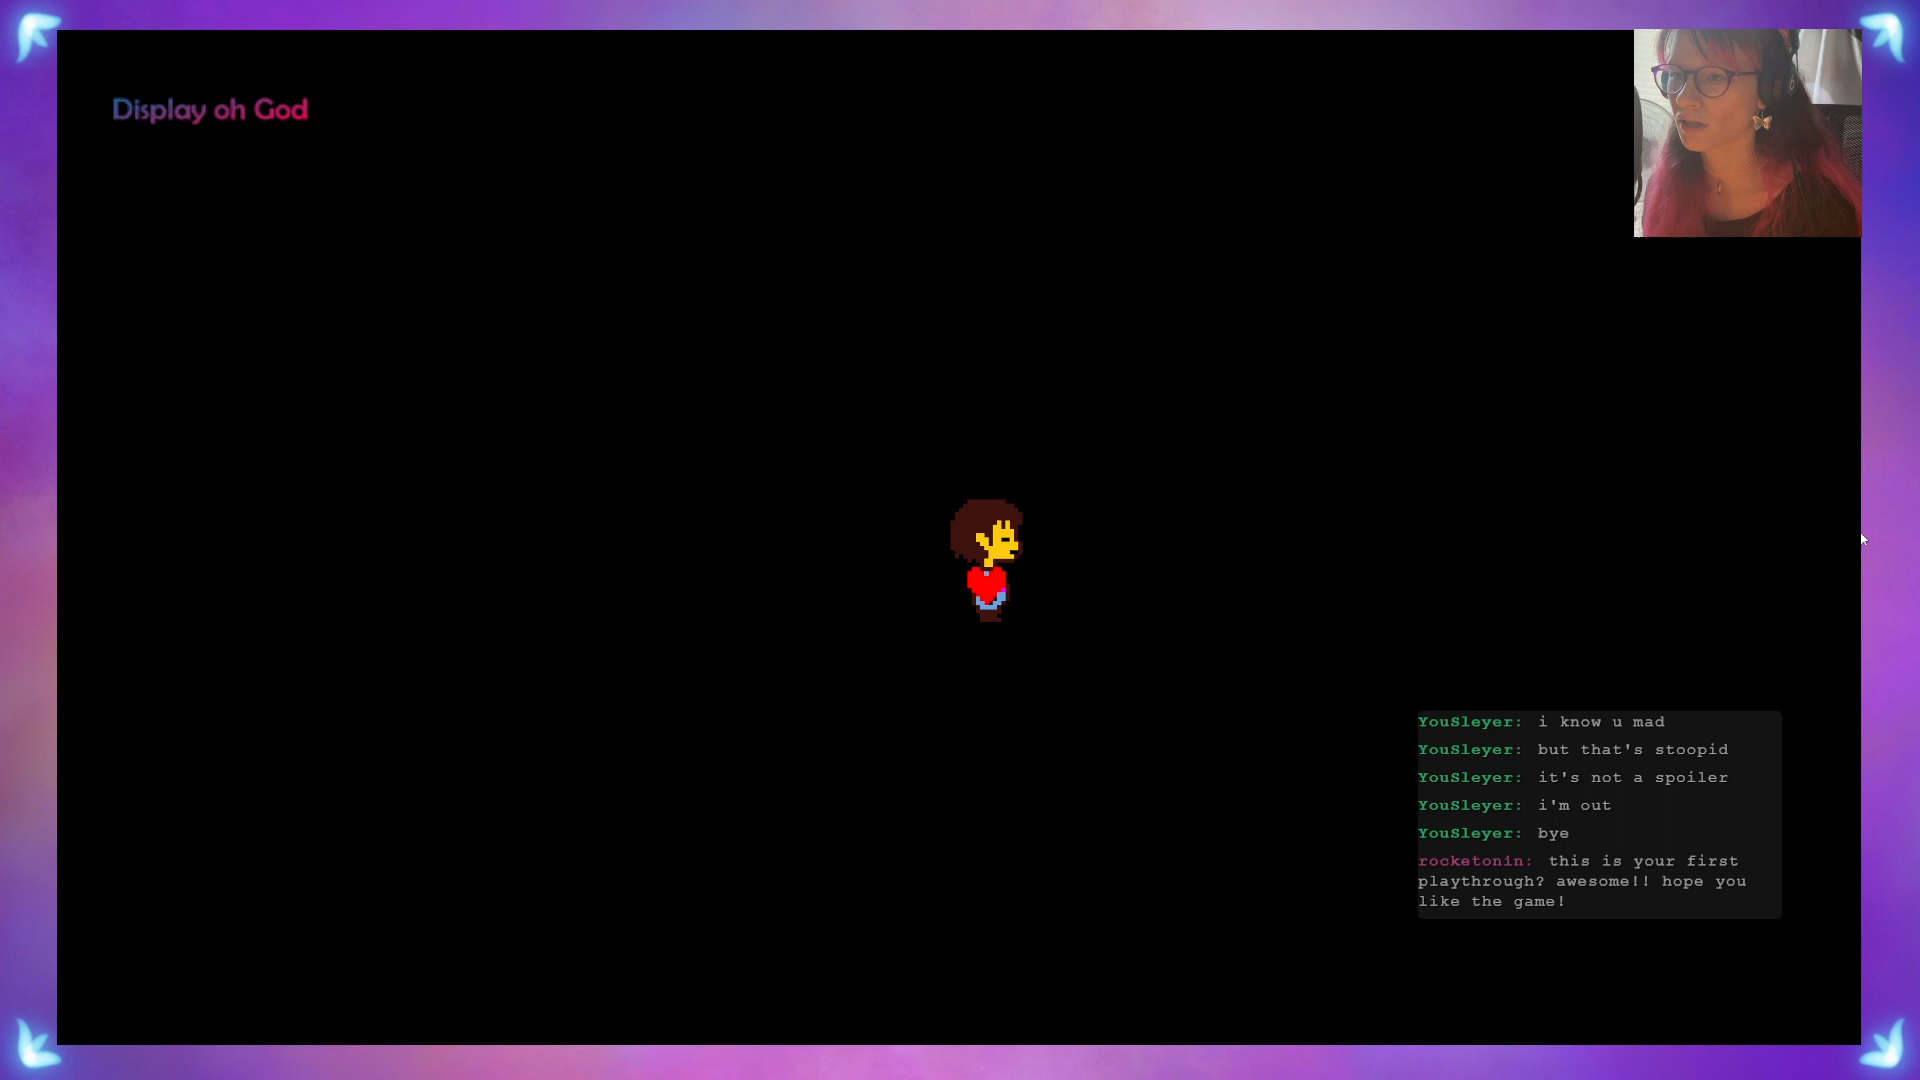 Display oh God
YouSleyer: i know u mad
YouSleyer: but that's stoopid
YouSleyer: it's not a spoiler
YouSleyer: i'm out
YouSleyer: bye
rocketonin: this is your first
playthrough? awesome!! hope you
like the game!